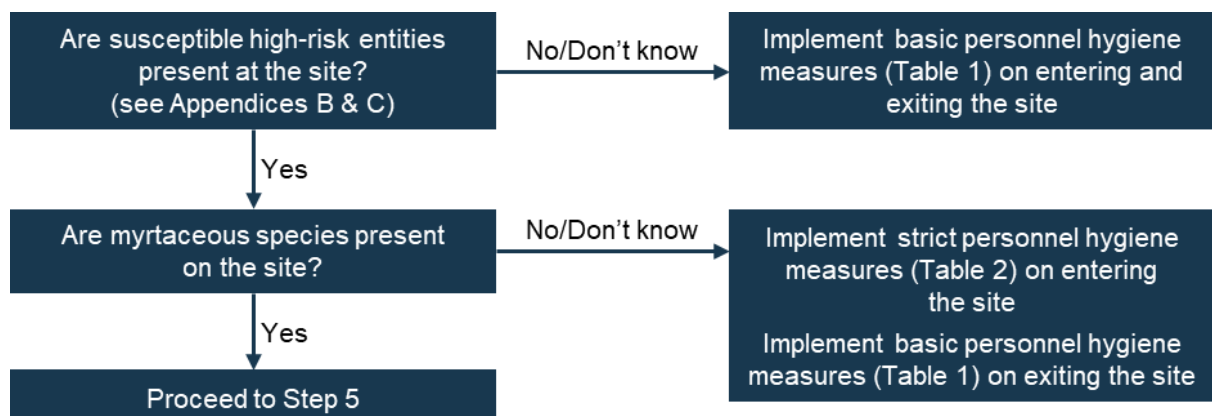 Are susceptible high-risk entities
present at the site?
(see Appendices B & C)
No/Don't know
Implement basic personnel hygiene
measures (Table 1) on entering and
exiting the site
Yes
Are myrtaceous species present
on the site?
No/Don't know
Implement strict personnel hygiene
measures (Table 2) on entering
the site
Implement basic personnel hygiene
measures (Table 1) on exiting the site
Yes
Proceed to Step 5